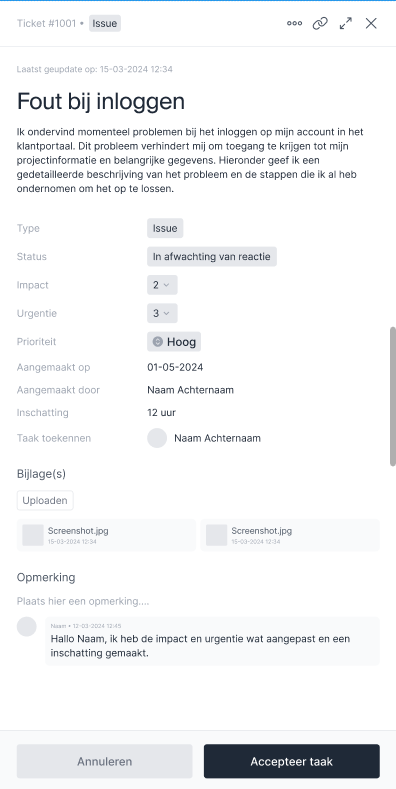 Ticket #1001 • Issue
Laatst geupdate op: 15-03-2024 12:34
Fout bij inloggen
Ik ondervind momenteel problemen bij het inloggen op mijn account in het
klantportaal. Dit probleem verhindert mij om toegang te krijgen tot mijn
projectinformatie en belangrijke gegevens. Hieronder geef ik een
gedetailleerde beschrijving van het probleem en de stappen die ik al heb
ondernomen om het op te lossen.
Type Issue
Status In afwachting van reactie
Impact 2
Urgentie 3
Prioriteit Hoog
Aangemaakt op 01-05-2024
Aangemaakt door Naam Achternaam
Inschatting 12 uur
Taak toekennen Naam Achternaam
Bijlage(s)
Uploaden
Screenshot.jpg Screenshot.jpg
15-03-2024 12:34 15-03-2024 12:34
Opmerking
Plaats hier een opmerking....
Naam • 12-03-2024 12:45
Hallo Naam, ik heb de impact en urgentie wat aangepast en een
inschatting gemaakt.
Annuleren Accepteer taak